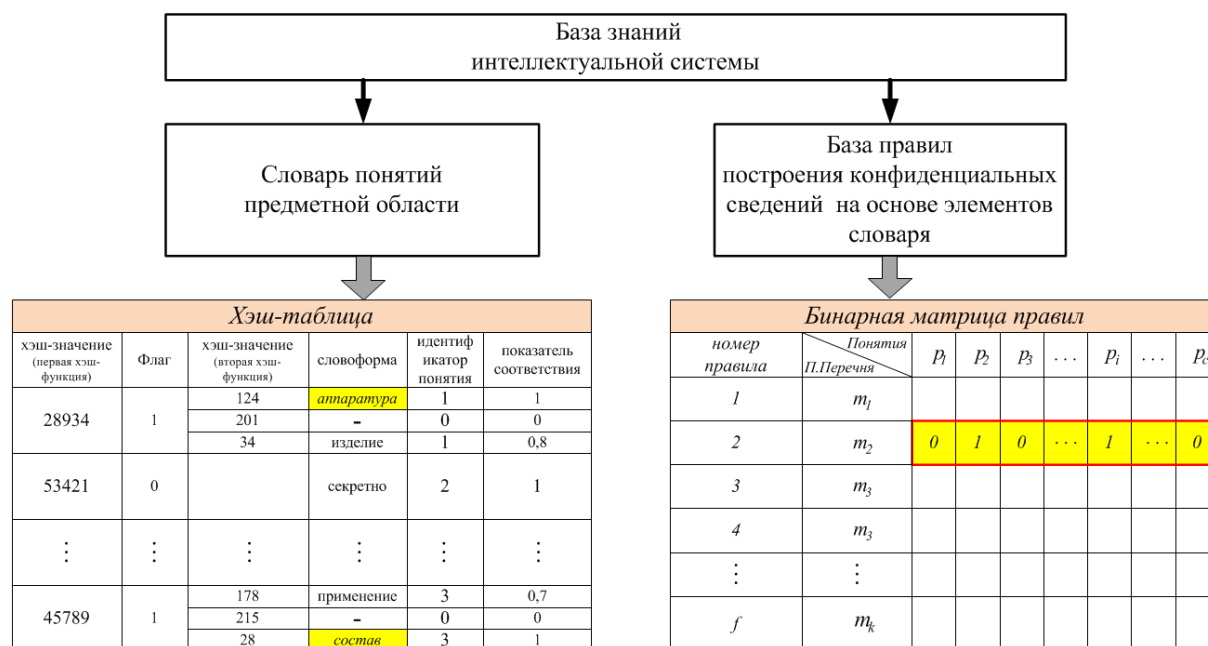 База знаний
интеллектуальной системы
Словарь понятий
предметной области
База правил
построения конфиденциальных
сведений на основе элементов
словаря
Хэш-таблица
хэш-значение
(первая хэш-
функция)
Флаг
хэш-значение
(вторая хэш-
функция)
словоформа
идентиф
икатор
понятия
показатель
соответствия
28934 1
124 аппаратура 1 1
201 - 0 0
34 изделие 1 0,8
53421 0 секретно 2 1
⋮ ⋮ ⋮ ⋮ ⋮ ⋮
45789 1
178 применение 3 0,7
215 - 0 0
28 состав 3 1
Бинарная матрица правил
номер
правила
Понятия
П.Перечня
p1 p2 p3 . . . pi . . . pc
1 m1
2 m2 0 1 0 · · · 1 · · · 0
3 m3
4 m3
⋮ ⋮
f mk